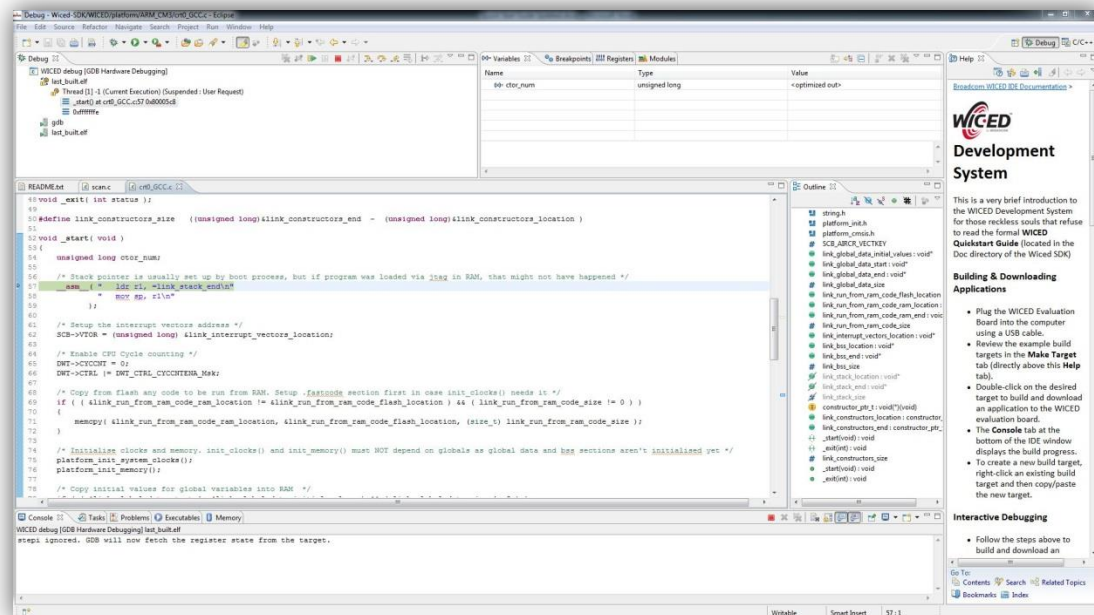 Debug - Wiced-SDK/WICED/platform/ARM_CM3/crt0_GCC.c - Eclipse
File Edit Source Refactor Navigate Search Project Run Window Help
Debug C/C++
Debug
WICED debug [GDB Hardware Debugging]
last_built.elf
Thread [1] -1 (Current Execution) (Suspended : User Request)
_start() at crt0_GCC.c:57 0x80005c8
0xfffffffe
gdb
last_built.elf
Variables Breakpoints Registers Modules
Name Type Value
ctor_num unsigned long <optimized out>
README.txt scan.c crt0_GCC.c
48 void _exit( int status );
49
50 #define link_constructors_size ((unsigned long)&link_constructors_end - (unsigned long)&link_constructors_location )
51
52 void _start( void )
53 {
54 unsigned long ctor_num;
55
56 /* Stack pointer is usually set up by boot process, but if program was loaded via jtag in RAM, that might not have happened */
57 __asm__( " ldr r1, =link_stack_end\n"
58 " mov sp, r1\n"
59 );
60
61 /* Setup the interrupt vectors address */
62 SCB->VTOR = (unsigned long) &link_interrupt_vectors_location;
63
64 /* Enable CPU Cycle counting */
65 DWT->CYCCNT = 0;
66 DWT->CTRL |= DWT_CTRL_CYCCNTENA_Msk;
67
68 /* Copy from flash any code to be run from RAM. Setup .fastcode section first in case init_clocks() needs it */
69 if ( ( &link_run_from_ram_code_ram_location != &link_run_from_ram_code_flash_location ) && ( link_run_from_ram_code_size != 0 ) )
70 {
71 memcpy( &link_run_from_ram_code_ram_location, &link_run_from_ram_code_flash_location, (size_t) link_run_from_ram_code_size );
72 }
73
74 /* Initialise clocks and memory. init_clocks() and init_memory() must NOT depend on globals as global data and bss sections aren't initialised yet */
75 platform_init_system_clocks();
76 platform_init_memory();
77
78 /* Copy initial values for global variables into RAM */
Outline
string.h
platform_init.h
platform_cmsis.h
SCB_AIRCR_VECTKEY
link_global_data_initial_values : void*
link_global_data_start : void*
link_global_data_end : void*
link_global_data_size
link_run_from_ram_code_flash_location
link_run_from_ram_code_ram_location :
link_run_from_ram_code_ram_end : voic
link_run_from_ram_code_size
link_interrupt_vectors_location : void*
link_bss_location : void*
link_bss_end : void*
link_bss_size
link_stack_location : void*
link_stack_end : void*
link_stack_size
constructor_ptr_t : void(*)(void)
link_constructors_location : constructor_
link_constructors_end : constructor_ptr_
_start(void) : void
_exit(int) : void
link_constructors_size
_start(void) : void
_exit(int) : void
Console Tasks Problems Executables Memory
WICED debug [GDB Hardware Debugging] last_built.elf
stepi ignored. GDB will now fetch the register state from the target.
Help
Broadcom WICED IDE Documentation >
WICED
Development
System
This is a very brief introduction to
the WICED Development System
for those reckless souls that refuse
to read the formal WICED
Quickstart Guide (located in the
Doc directory of the Wiced SDK)
Building & Downloading
Applications
• Plug the WICED Evaluation
Board into the computer
using a USB cable.
• Review the example build
targets in the Make Target
tab (directly above this Help
tab).
• Double-click on the desired
target to build and download
an application to the WICED
evaluation board.
• The Console tab at the
bottom of the IDE window
displays the build progress.
• To create a new build target,
right-click an existing build
target and then copy/paste
the new target.
Interactive Debugging
• Follow the steps above to
build and download an
Go To:
Contents Search Related Topics
Bookmarks Index
Writable Smart Insert 57 : 1